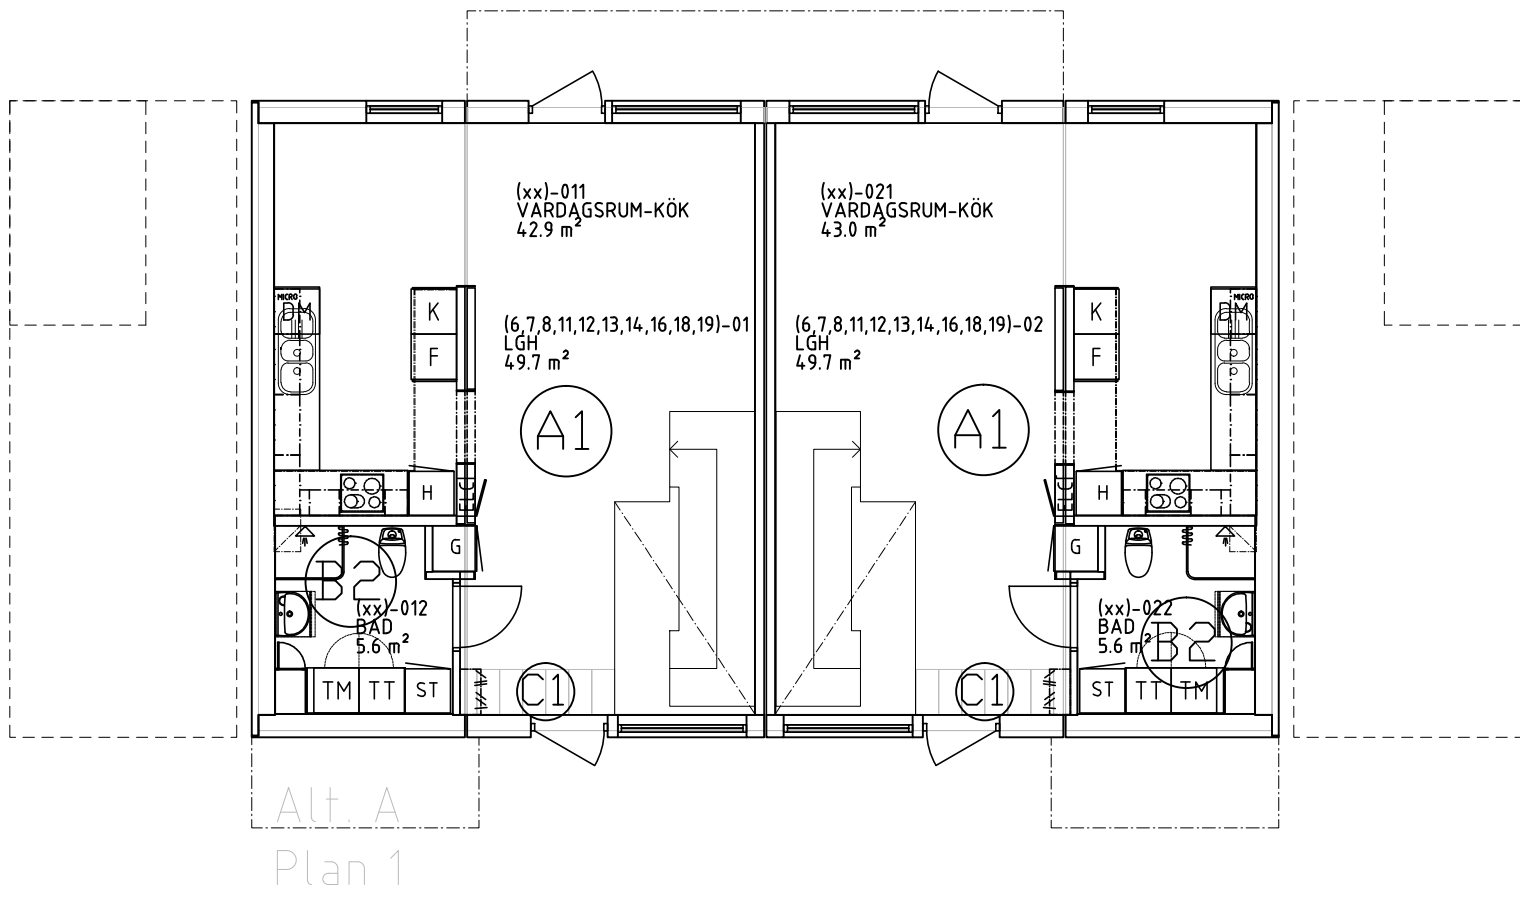 (xx)-011
VARDAGSRUM-KÖK
42.9 m²
(xx)-021
VARDAGSRUM-KÖK
43.0 m²
MICRO
DM
K
F
(6,7,8,11,12,13,14,16,18,19)-01
LGH
49.7 m²
(6,7,8,11,12,13,14,16,18,19)-02
LGH
49.7 m²
K
F
MICRO
DM
A1
A1
H
ELC
ELC
H
G
G
B2
(xx)-012
BAD
5.6 m²
(xx)-022
BAD
5.6 m²
B2
TM
TT
ST
C1
C1
ST
TT
TM
Alt. A
Plan 1